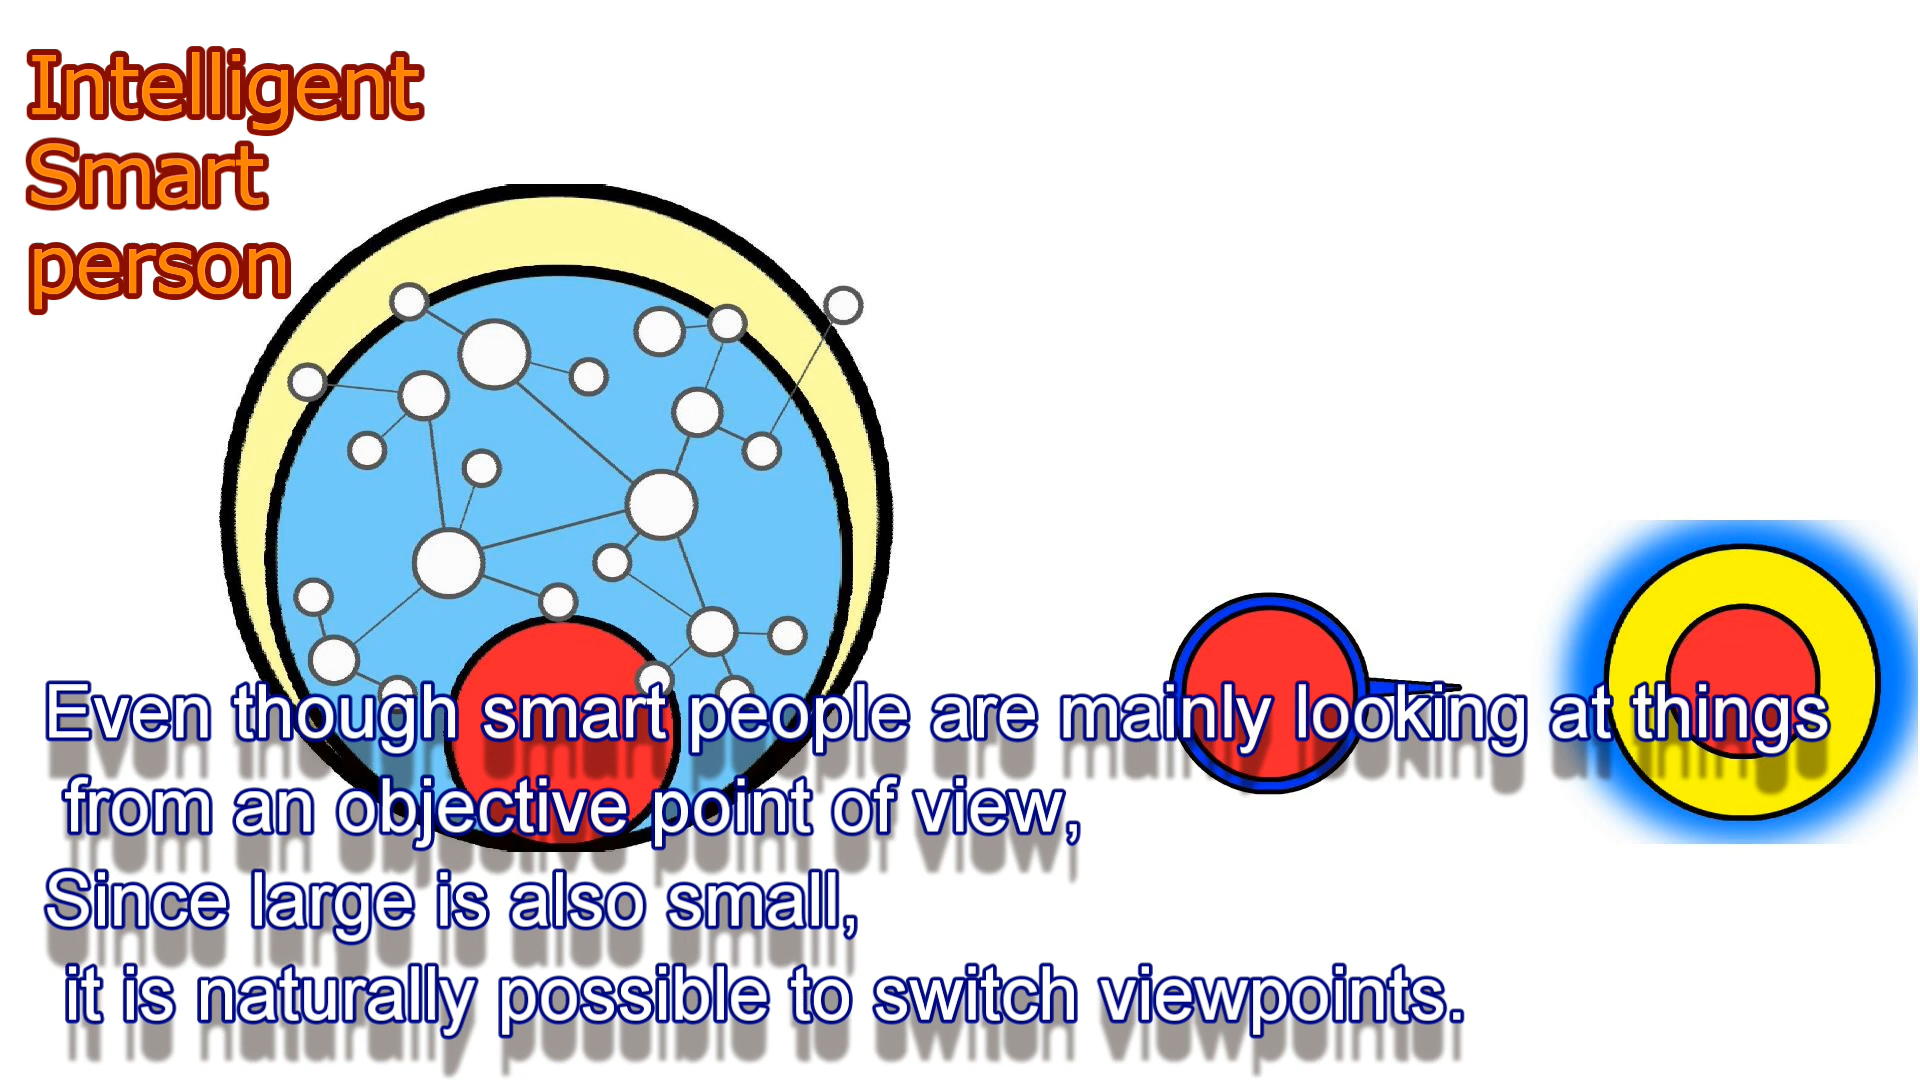 Intelligent
Smart
person
Even though smart people are mainly looking at things
from an objective point of view,
Since large is also small,
it is naturally possible to switch viewpoints.